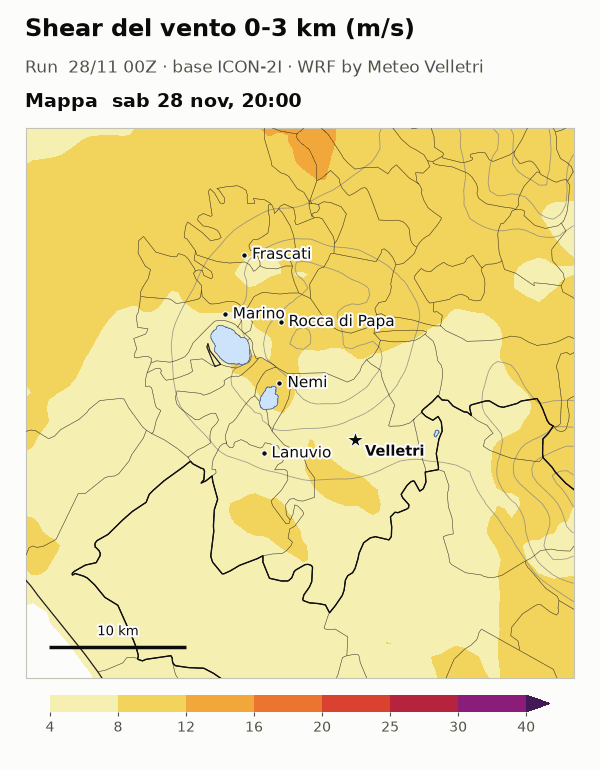 Shear del vento 0-3 km (m/s)
Run  28/11 00Z · base ICON-2I · WRF by Meteo Velletri
Mappa  sab 28 nov, 20:00
Frascati
Marino
Rocca di Papa
Nemi
Velletri
Lanuvio
10 km
4 8 12 16 20 25 30 40